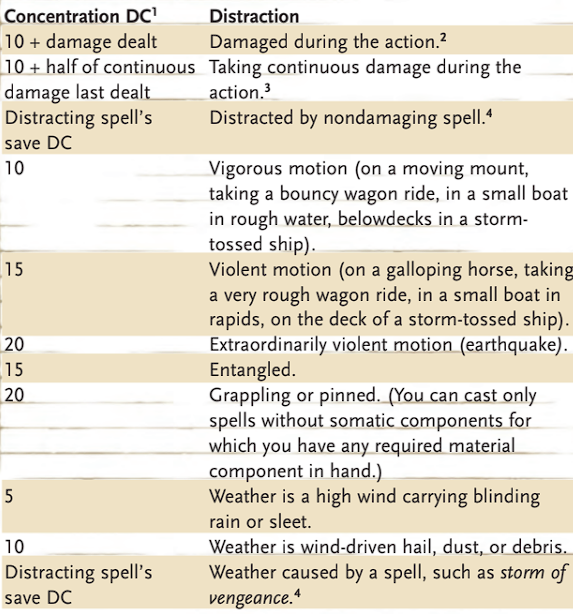 Concentration DC¹ Distraction
10 + damage dealt Damaged during the action.²
10 + half of continuous Taking continuous damage during the
damage last dealt action.³
Distracting spell’s Distracted by nondamaging spell.⁴
save DC
10 Vigorous motion (on a moving mount,
taking a bouncy wagon ride, in a small boat
in rough water, belowdecks in a storm-
tossed ship).
15 Violent motion (on a galloping horse, taking
a very rough wagon ride, in a small boat in
rapids, on the deck of a storm-tossed ship).
20 Extraordinarily violent motion (earthquake).
15 Entangled.
20 Grappling or pinned. (You can cast only
spells without somatic components for
which you have any required material
component in hand.)
5 Weather is a high wind carrying blinding
rain or sleet.
10 Weather is wind-driven hail, dust, or debris.
Distracting spell’s Weather caused by a spell, such as storm of
save DC vengeance.⁴